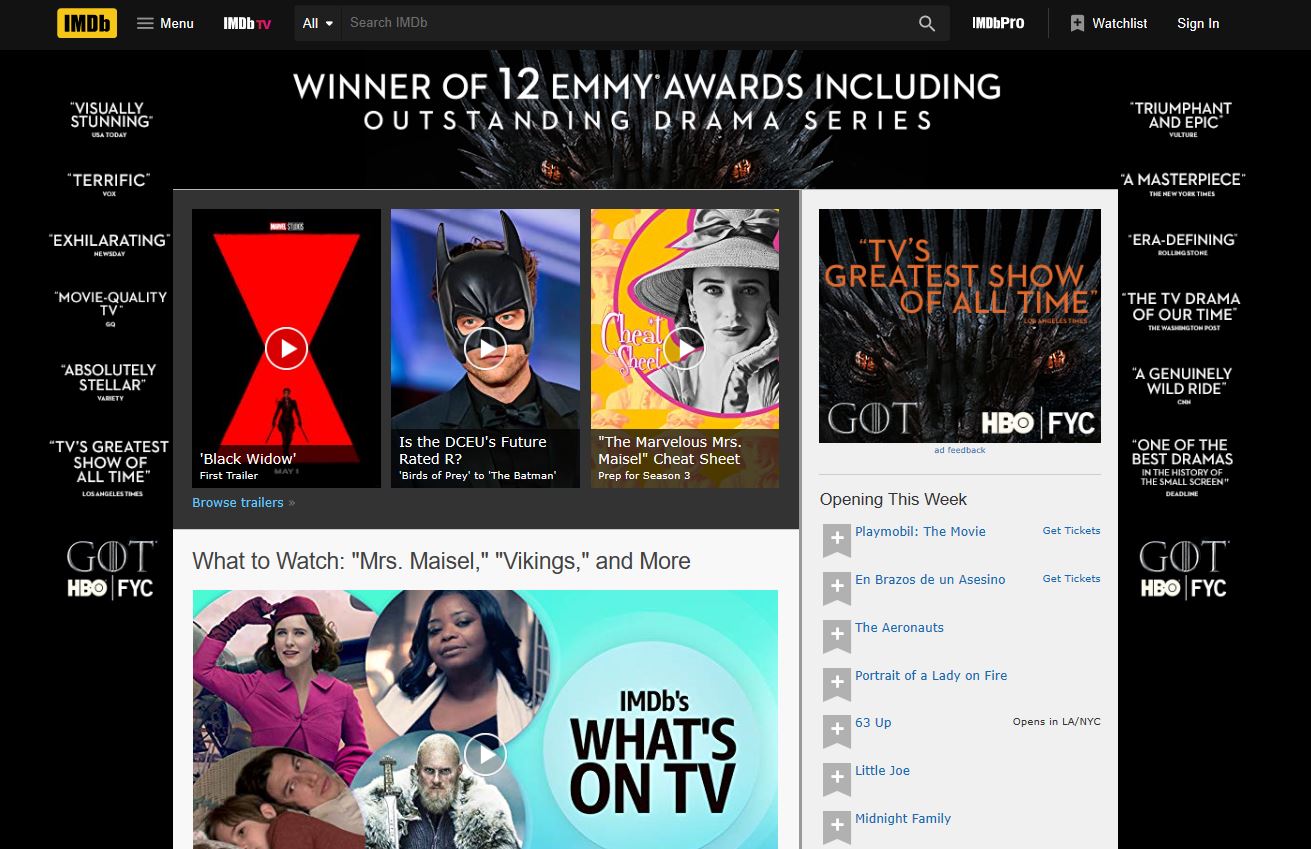 IMDb
Menu
IMDb TV
All
Search IMDb
IMDbPro
Watchlist
Sign In
WINNER OF 12 EMMY® AWARDS INCLUDING
OUTSTANDING DRAMA SERIES
"VISUALLY
STUNNING"
USA TODAY
"TERRIFIC"
VOX
"EXHILARATING"
NEWSDAY
"MOVIE-QUALITY
TV"
GQ
"ABSOLUTELY
STELLAR"
VARIETY
"TV'S GREATEST
SHOW OF
ALL TIME"
LOS ANGELES TIMES
GOT
HBO | FYC
MARVEL STUDIOS
'Black Widow'
First Trailer
MAY 1
Is the DCEU's Future
Rated R?
'Birds of Prey' to 'The Batman'
Cheat
Sheet
"The Marvelous Mrs.
Maisel" Cheat Sheet
Prep for Season 3
Browse trailers »
What to Watch: "Mrs. Maisel," "Vikings," and More
IMDb's
WHAT'S
ON TV
"TV'S
GREATEST SHOW
OF ALL TIME"
LOS ANGELES TIMES
GOT
HBO | FYC
ad feedback
Opening This Week
Playmobil: The Movie
Get Tickets
En Brazos de un Asesino
Get Tickets
The Aeronauts
Portrait of a Lady on Fire
63 Up
Opens in LA/NYC
Little Joe
Midnight Family
"TRIUMPHANT
AND EPIC"
VULTURE
"A MASTERPIECE"
THE NEW YORK TIMES
"ERA-DEFINING"
ROLLING STONE
"THE TV DRAMA
OF OUR TIME"
THE WASHINGTON POST
"A GENUINELY
WILD RIDE"
CNN
"ONE OF THE
BEST DRAMAS
IN THE HISTORY OF
THE SMALL SCREEN"
DEADLINE
GOT
HBO | FYC